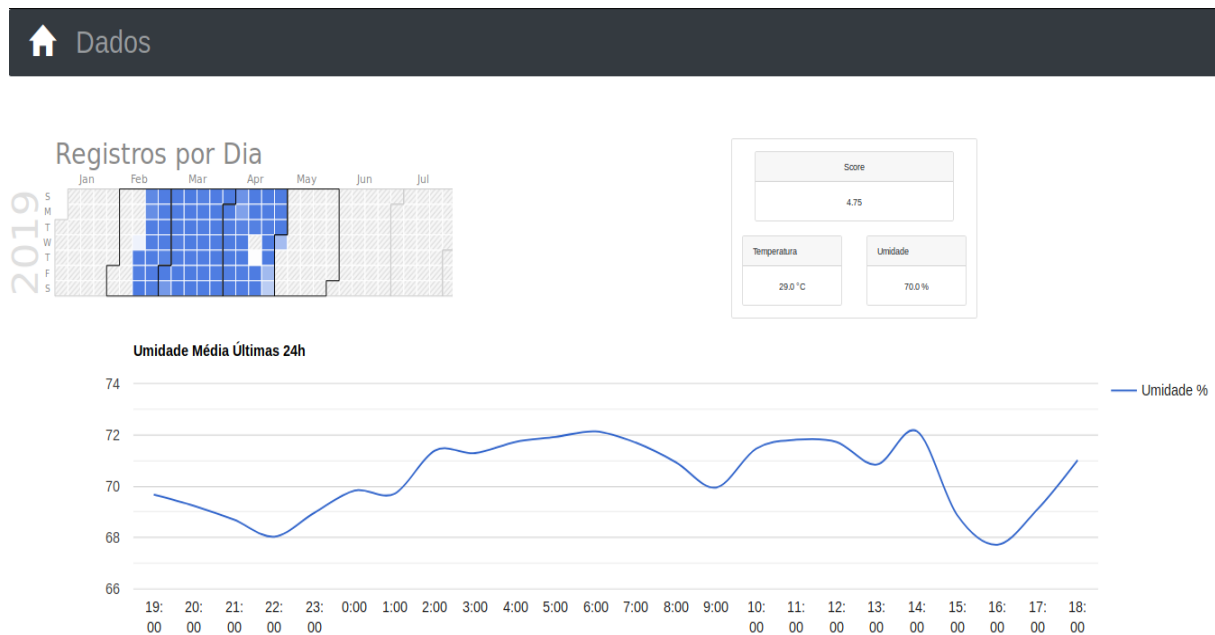 Dados
Registros por Dia
Jan Feb Mar Apr May Jun Jul
2019
S
M
T
W
T
F
S
Score
4.75
Temperatura
Umidade
29.0 °C
70.0 %
Umidade Média Últimas 24h
74
72
70
68
66
Umidade %
19:00 20:00 21:00 22:00 23:00 0:00 1:00 2:00 3:00 4:00 5:00 6:00 7:00 8:00 9:00 10:00 11:00 12:00 13:00 14:00 15:00 16:00 17:00 18:00